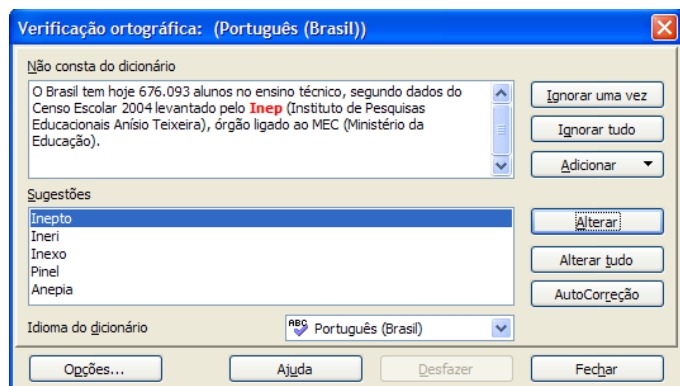 Verificação ortográfica: (Português (Brasil))
Não consta do dicionário
O Brasil tem hoje 676.093 alunos no ensino técnico, segundo dados do
Censo Escolar 2004 levantado pelo Inep (Instituto de Pesquisas
Educacionais Anísio Teixeira), órgão ligado ao MEC (Ministério da
Educação).
Ignorar uma vez
Ignorar tudo
Adicionar
Sugestões
Inepto
Ineri
Inexo
Pinel
Anepia
Alterar
Alterar tudo
AutoCorreção
Idioma do dicionário
ABC Português (Brasil)
Opções...
Ajuda
Desfazer
Fechar